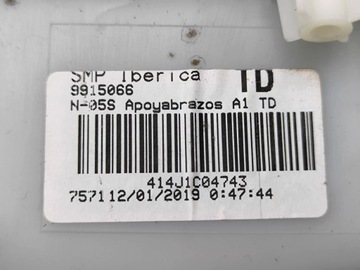 SMP Iberica TD
9915066
N-05S Apoyabrazos A1 TD
414J1C04743
757112/01/2019 0:47:44